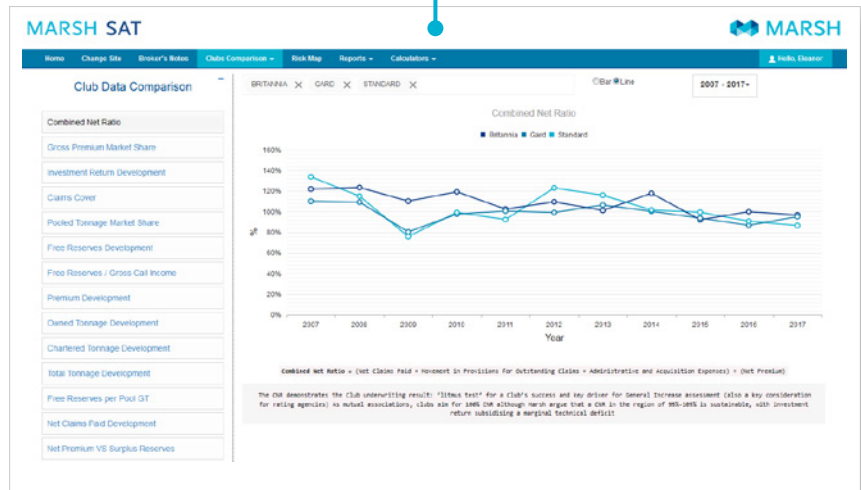 MARSH SAT
MARSH
Home Change Site Broker's Notes Clubs Comparison Risk Map Reports Calculators Hello, Eleanor
Club Data Comparison
BRITANNIA X GARD X STANDARD X
Bar Line
2007 - 2017
Combined Net Ratio
Gross Premium Market Share
Investment Return Development
Claims Cover
Pooled Tonnage Market Share
Free Reserves Development
Free Reserves / Gross Call Income
Premium Development
Owned Tonnage Development
Chartered Tonnage Development
Total Tonnage Development
Free Reserves per Pool GT
Net Claims Paid Development
Net Premium VS Surplus Reserves
Combined Net Ratio
Britannia Gard Standard
160%
140%
120%
100%
80%
60%
40%
20%
0%
%
2007 2008 2009 2010 2011 2012 2013 2014 2015 2016 2017
Year
Combined Net Ratio = (Net Claims Paid + Movement in Provisions for Outstanding Claims + Administrative and Acquisition Expenses) ÷ (Net Premium)
The CNR demonstrates the Club underwriting result: "litmus test" for a Club's success and key driver for General Increase assessment (also a key consideration
for rating agencies) As mutual associations, clubs aim for 100% CNR although Marsh argue that a CNR in the region of is sustainable, with investment
return subsidising a marginal technical deficit